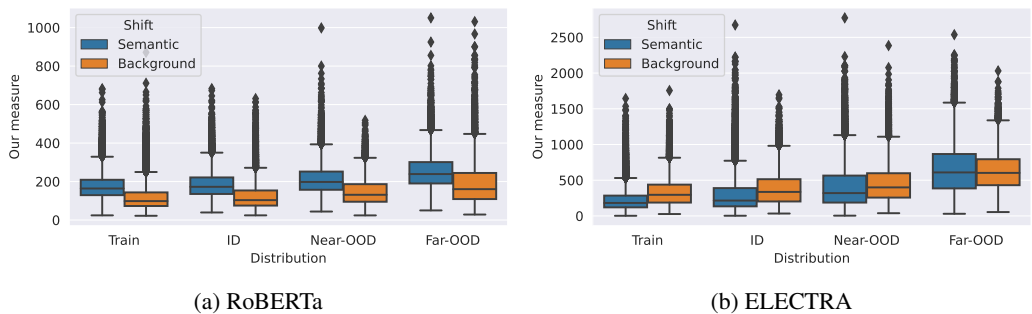 Shift
Semantic
Background
1000
800
600
400
200
0
Our measure
Train
ID
Near-OOD
Far-OOD
Distribution
(a) RoBERTa
Shift
Semantic
Background
2500
2000
1500
1000
500
0
Our measure
Train
ID
Near-OOD
Far-OOD
Distribution
(b) ELECTRA